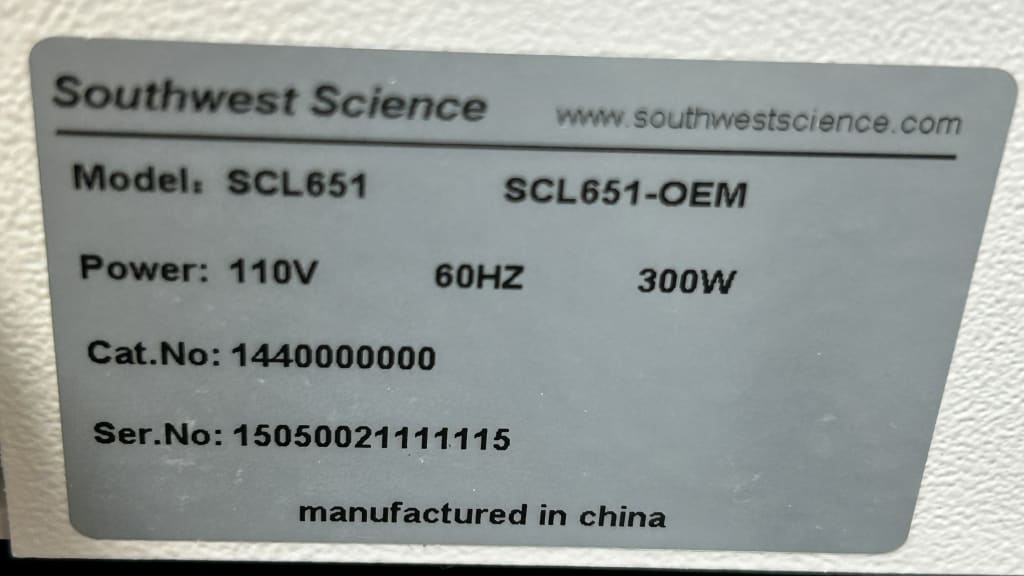 Southwest Science www.southwestscience.com
Model: SCL651 SCL651-OEM
Power: 110V 60HZ 300W
Cat.No: 1440000000
Ser.No: 15050021111115
manufactured in china